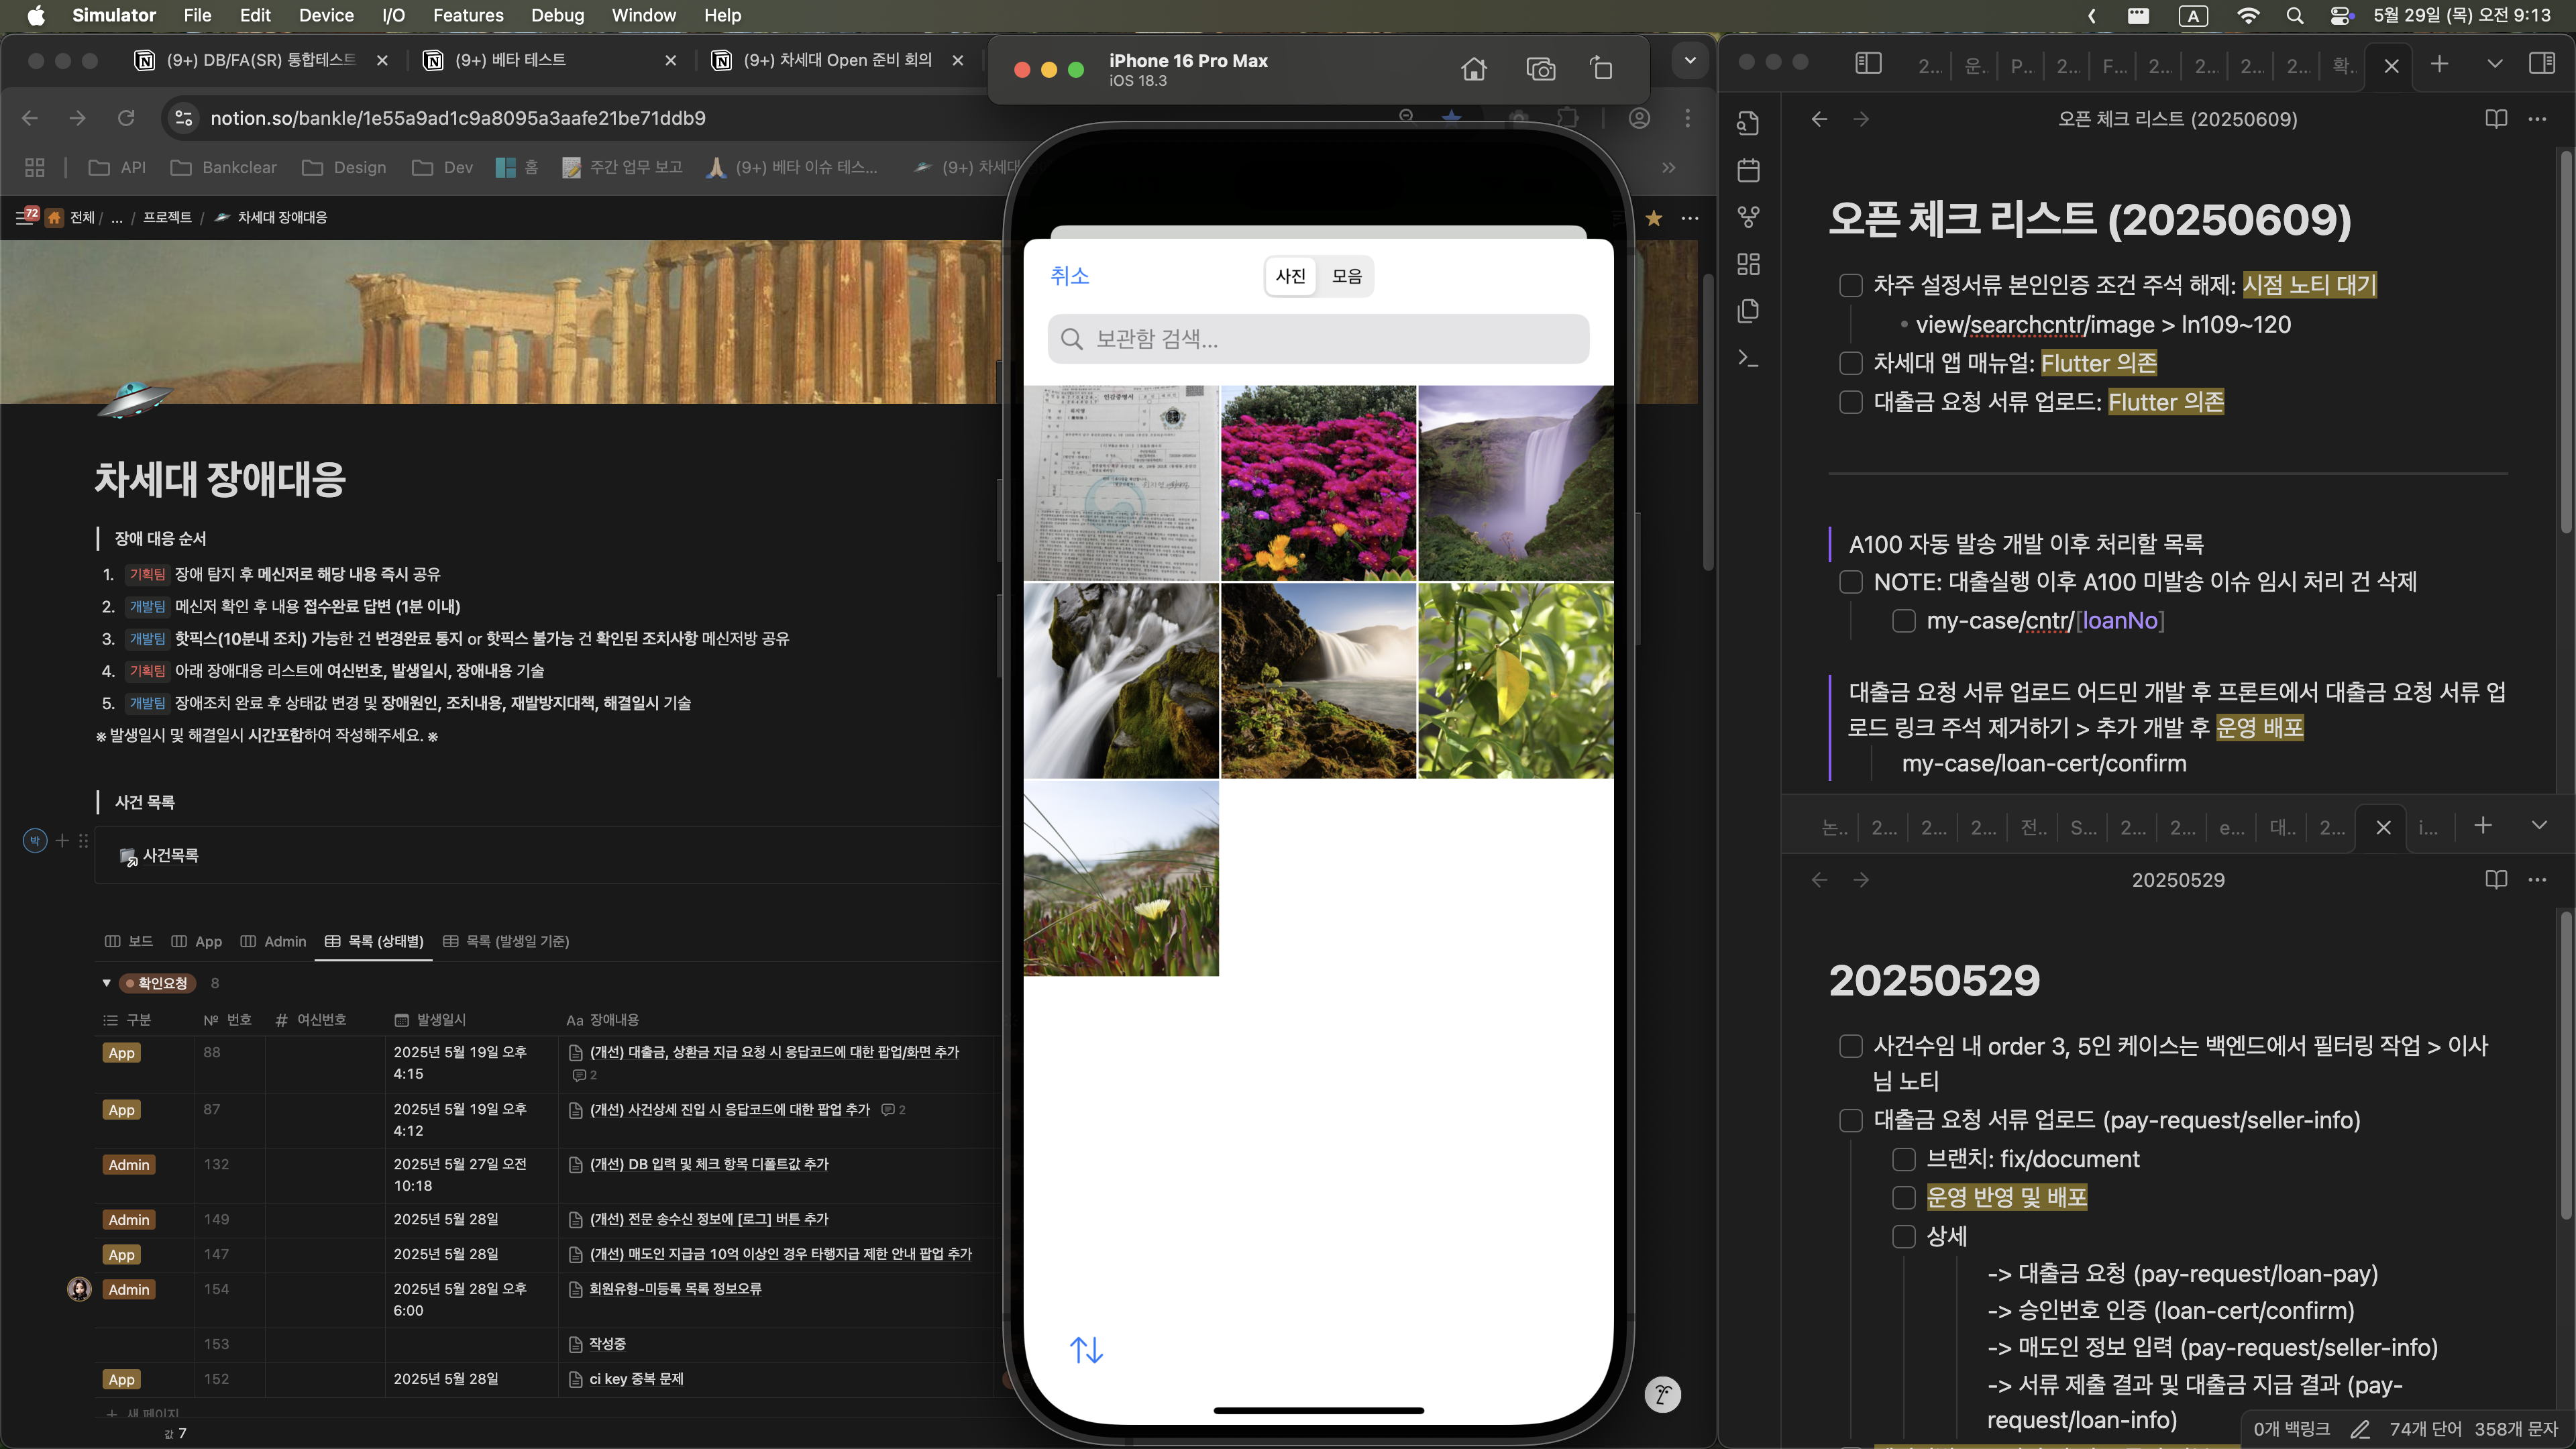 Simulator File Edit Device I/O Features Debug Window Help
A 5월 29일 (목) 오전 9:13
(9+) DB/FA(SR) 통합테스트
(9+) 베타 테스트
(9+) 차세대 Open 준비 회의
notion.so/bankle/1e55a9ad1c9a8095a3aafe21be71ddb9
API Bankclear Design Dev 홈 주간 업무 보고 (9+) 베타 이슈 테스... (9+) 차세대
72 전체 / ... / 프로젝트 / 차세대 장애대응
차세대 장애대응
장애 대응 순서
1. 기획팀 장애 탐지 후 메신저로 해당 내용 즉시 공유
2. 개발팀 메신저 확인 후 내용 접수완료 답변 (1분 이내)
3. 개발팀 핫픽스(10분내 조치) 가능한 건 변경완료 통지 or 핫픽스 불가능 건 확인된 조치사항 메신저방 공유
4. 기획팀 아래 장애대응 리스트에 여신번호, 발생일시, 장애내용 기술
5. 개발팀 장애조치 완료 후 상태값 변경 및 장애원인, 조치내용, 재발방지대책, 해결일시 기술
※ 발생일시 및 해결일시 시간포함하여 작성해주세요. ※
사건 목록
박
사건목록
보드 App Admin 목록 (상태별) 목록 (발생일 기준)
확인요청 8
구분 Nº 번호 # 여신번호 발생일시 Aa 장애내용
App 88 2025년 5월 19일 오후 4:15 (개선) 대출금, 상환금 지급 요청 시 응답코드에 대한 팝업/화면 추가 2
App 87 2025년 5월 19일 오후 4:12 (개선) 사건상세 진입 시 응답코드에 대한 팝업 추가 2
Admin 132 2025년 5월 27일 오전 10:18 (개선) DB 입력 및 체크 항목 디폴트값 추가
Admin 149 2025년 5월 28일 (개선) 전문 송수신 정보에 [로그] 버튼 추가
App 147 2025년 5월 28일 (개선) 매도인 지급금 10억 이상인 경우 타행지급 제한 안내 팝업 추가
Admin 154 2025년 5월 28일 오후 6:00 회원유형-미등록 목록 정보오류
153 작성중
App 152 2025년 5월 28일 ci key 중복 문제
새 페이지
값 7
iPhone 16 Pro Max
iOS 18.3
취소
사진 모음
보관함 검색...
인감증명서
2... 운.. P... 2... F... 2... 2... 2... 2... 확..
오픈 체크 리스트 (20250609)
오픈 체크 리스트 (20250609)
차주 설정서류 본인인증 조건 주석 해제: 시점 노티 대기
view/searchcntr/image > ln109~120
차세대 앱 매뉴얼: Flutter 의존
대출금 요청 서류 업로드: Flutter 의존
A100 자동 발송 개발 이후 처리할 목록
NOTE: 대출실행 이후 A100 미발송 이슈 임시 처리 건 삭제
my-case/cntr/[loanNo]
대출금 요청 서류 업로드 어드민 개발 후 프론트에서 대출금 요청 서류 업
로드 링크 주석 제거하기 > 추가 개발 후 운영 배포
my-case/loan-cert/confirm
논.. 2... 2... 2... 전.. S... 2... 2... e... 대.. 2... i...
20250529
20250529
사건수임 내 order 3, 5인 케이스는 백엔드에서 필터링 작업 > 이사
님 노티
대출금 요청 서류 업로드 (pay-request/seller-info)
브랜치: fix/document
운영 반영 및 배포
상세
-> 대출금 요청 (pay-request/loan-pay)
-> 승인번호 인증 (loan-cert/confirm)
-> 매도인 정보 입력 (pay-request/seller-info)
-> 서류 제출 결과 및 대출금 지급 결과 (pay-
request/loan-info)
0개 백링크 74개 단어 358개 문자